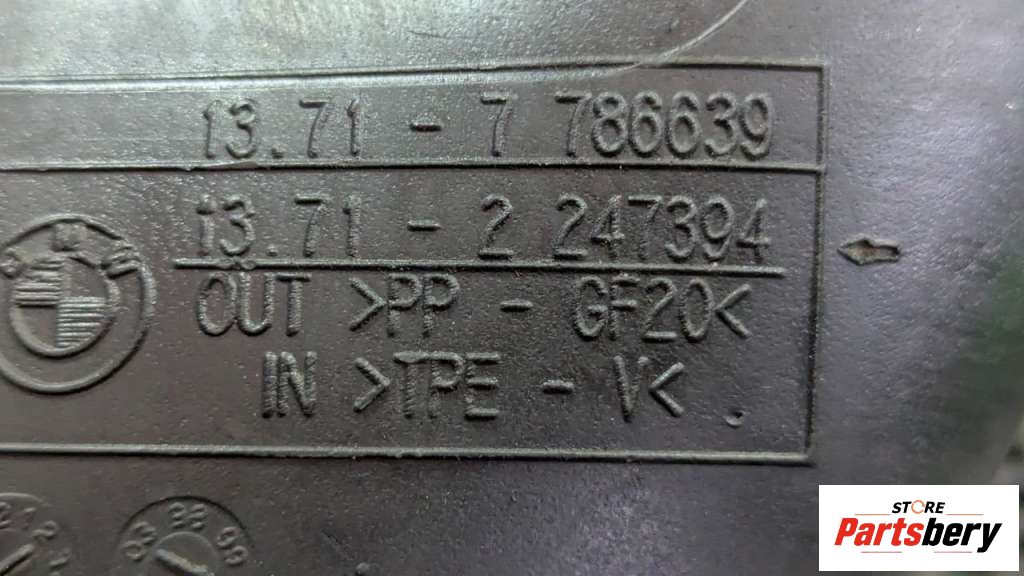 13.71 - 7 786639
13.71 - 2 247394
OUT >PP - GF20<
IN >TPE - V<
STORE
Partsbery